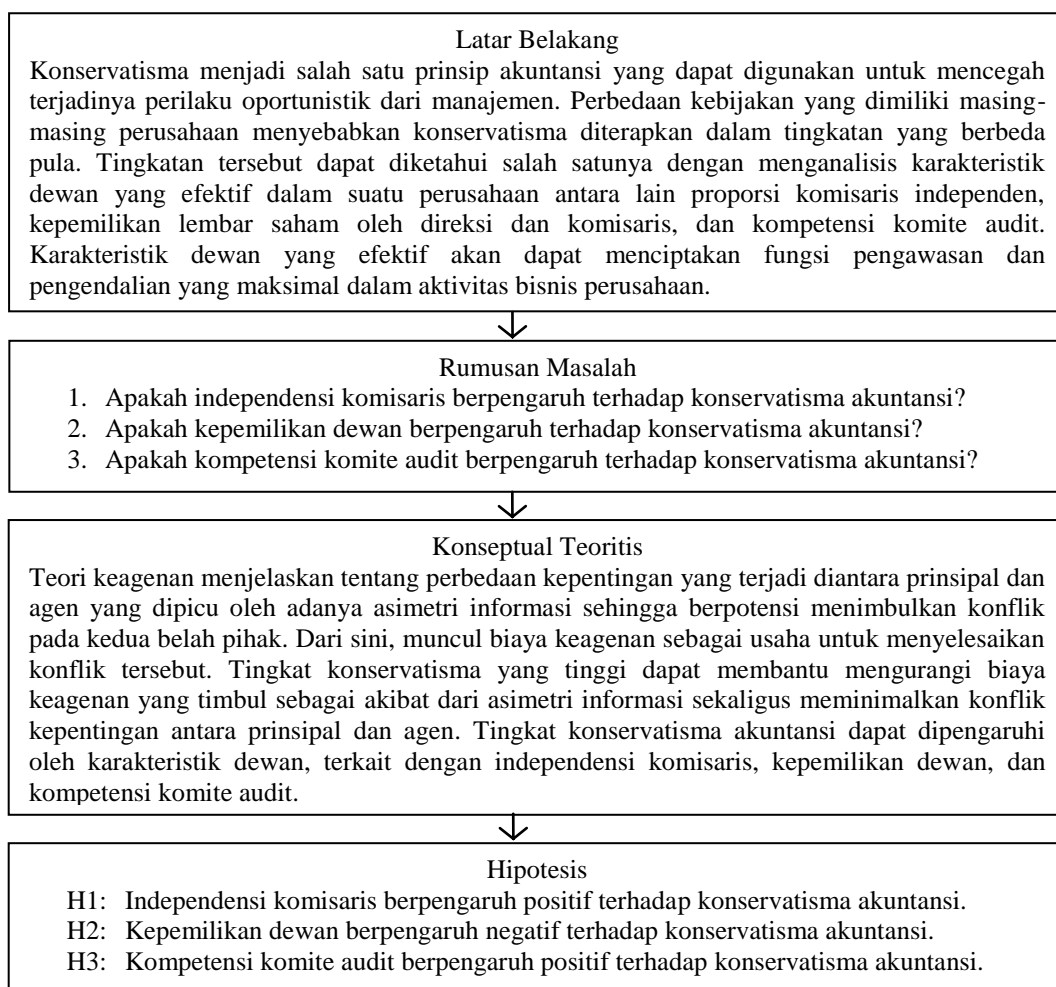 Latar Belakang
Konservatisma menjadi salah satu prinsip akuntansi yang dapat digunakan untuk mencegah
terjadinya perilaku oportunistik dari manajemen. Perbedaan kebijakan yang dimiliki masing-
masing perusahaan menyebabkan konservatisma diterapkan dalam tingkatan yang berbeda
pula. Tingkatan tersebut dapat diketahui salah satunya dengan menganalisis karakteristik
dewan yang efektif dalam suatu perusahaan antara lain proporsi komisaris independen,
kepemilikan lembar saham oleh direksi dan komisaris, dan kompetensi komite audit.
Karakteristik dewan yang efektif akan dapat menciptakan fungsi pengawasan dan
pengendalian yang maksimal dalam aktivitas bisnis perusahaan.
Rumusan Masalah
1. Apakah independensi komisaris berpengaruh terhadap konservatisma akuntansi?
2. Apakah kepemilikan dewan berpengaruh terhadap konservatisma akuntansi?
3. Apakah kompetensi komite audit berpengaruh terhadap konservatisma akuntansi?
Konseptual Teoritis
Teori keagenan menjelaskan tentang perbedaan kepentingan yang terjadi diantara prinsipal dan
agen yang dipicu oleh adanya asimetri informasi sehingga berpotensi menimbulkan konflik
pada kedua belah pihak. Dari sini, muncul biaya keagenan sebagai usaha untuk menyelesaikan
konflik tersebut. Tingkat konservatisma yang tinggi dapat membantu mengurangi biaya
keagenan yang timbul sebagai akibat dari asimetri informasi sekaligus meminimalkan konflik
kepentingan antara prinsipal dan agen. Tingkat konservatisma akuntansi dapat dipengaruhi
oleh karakteristik dewan, terkait dengan independensi komisaris, kepemilikan dewan, dan
kompetensi komite audit.
Hipotesis
H1: Independensi komisaris berpengaruh positif terhadap konservatisma akuntansi.
H2: Kepemilikan dewan berpengaruh negatif terhadap konservatisma akuntansi.
H3: Kompetensi komite audit berpengaruh positif terhadap konservatisma akuntansi.